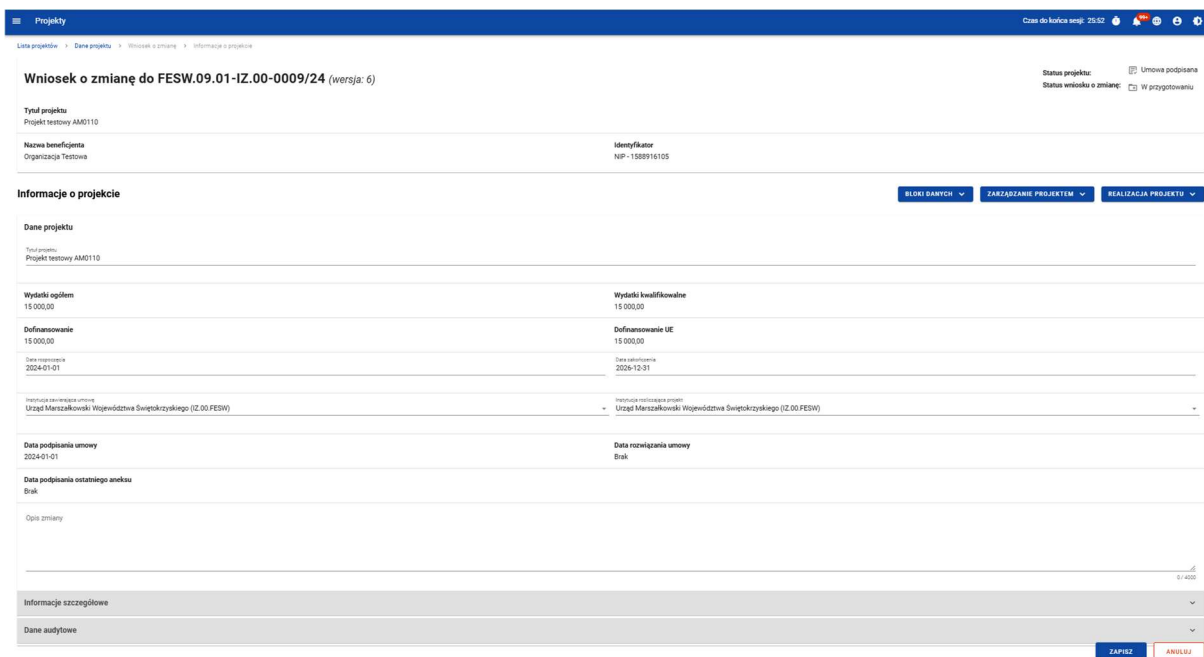 Projekty
Czas do końca sesji: 25:52
99+
Lista projektów > Dane projektu > Wniosek o zmianę > Informacje o projekcie
Wniosek o zmianę do FESW.09.01-IZ.00-0009/24 (wersja: 6)
Status projektu: Umowa podpisana
Status wniosku o zmianę: W przygotowaniu
Tytuł projektu
Projekt testowy AM0110
Nazwa beneficjenta Identyfikator
Organizacja Testowa NIP - 1588916105
Informacje o projekcie BLOKI DANYCH ZARZĄDZANIE PROJEKTEM REALIZACJA PROJEKTU
Dane projektu
Tytuł projektu
Projekt testowy AM0110
Wydatki ogółem Wydatki kwalifikowalne
15 000,00 15 000,00
Dofinansowanie Dofinansowanie UE
15 000,00 15 000,00
Data rozpoczęcia Data zakończenia
2024-01-01 2026-12-31
Instytucja zawierająca umowę Instytucja rozliczająca projekt
Urząd Marszałkowski Województwa Świętokrzyskiego (IZ.00.FESW) Urząd Marszałkowski Województwa Świętokrzyskiego (IZ.00.FESW)
Data podpisania umowy Data rozwiązania umowy
2024-01-01 Brak
Data podpisania ostatniego aneksu
Brak
Opis zmiany
0 / 4000
Informacje szczegółowe
Dane audytowe
ZAPISZ ANULUJ